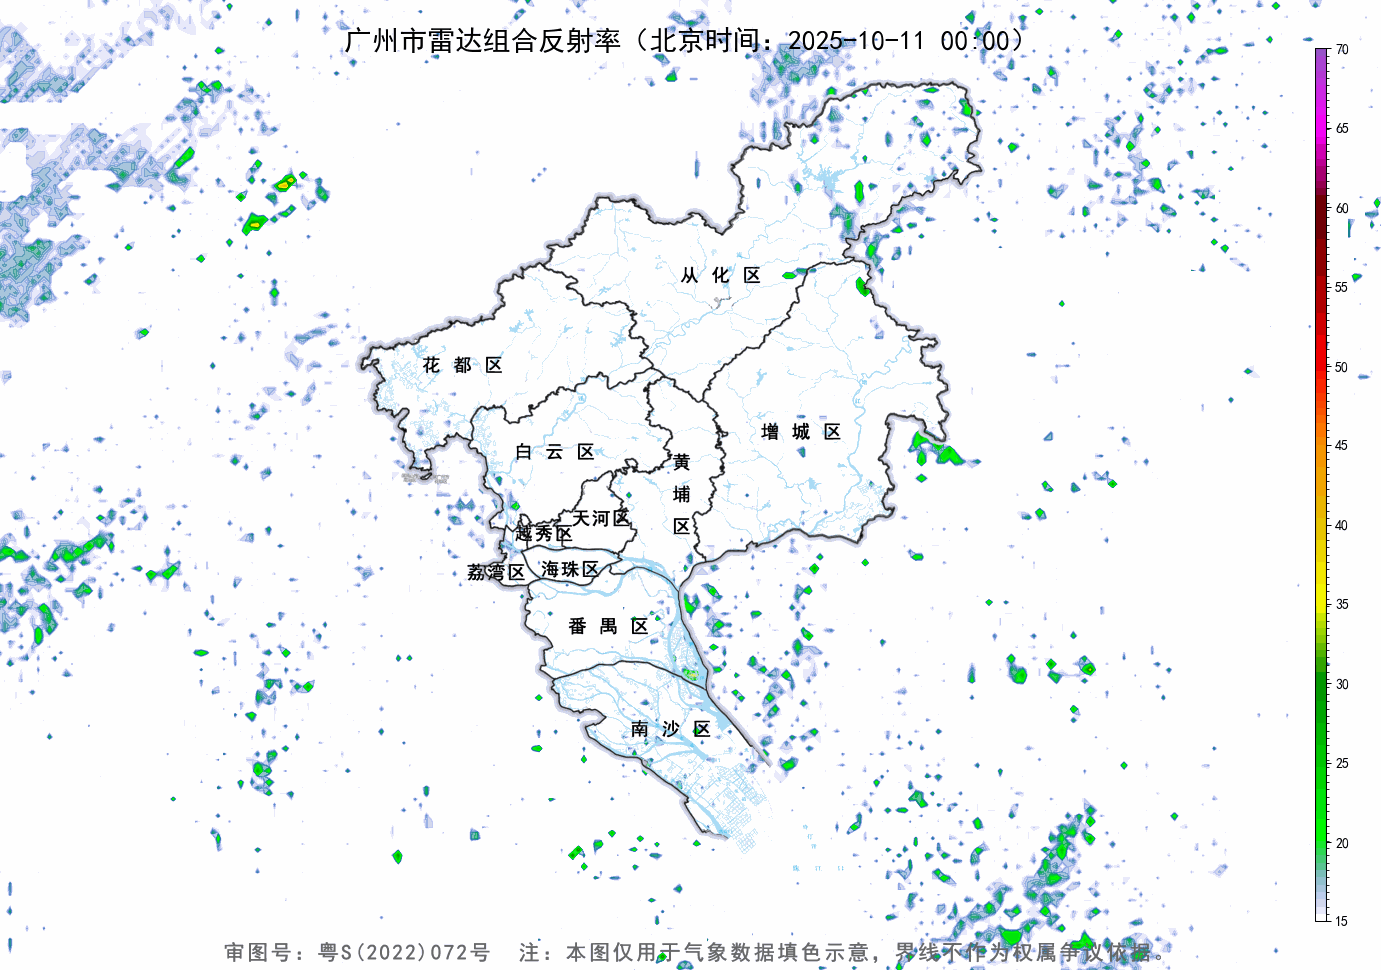 广州市雷达组合反射率（北京时间：2025-10-11 00:00）
70
65
60
55
50
45
40
35
30
25
20
15
从化区
花都区
增城区
白云区
黄埔区
天河区
越秀区
荔湾区
海珠区
番禺区
南沙区
审图号：粤S(2022)072号 注：本图仅用于气象数据填色示意，界线不作为权属争议依据。